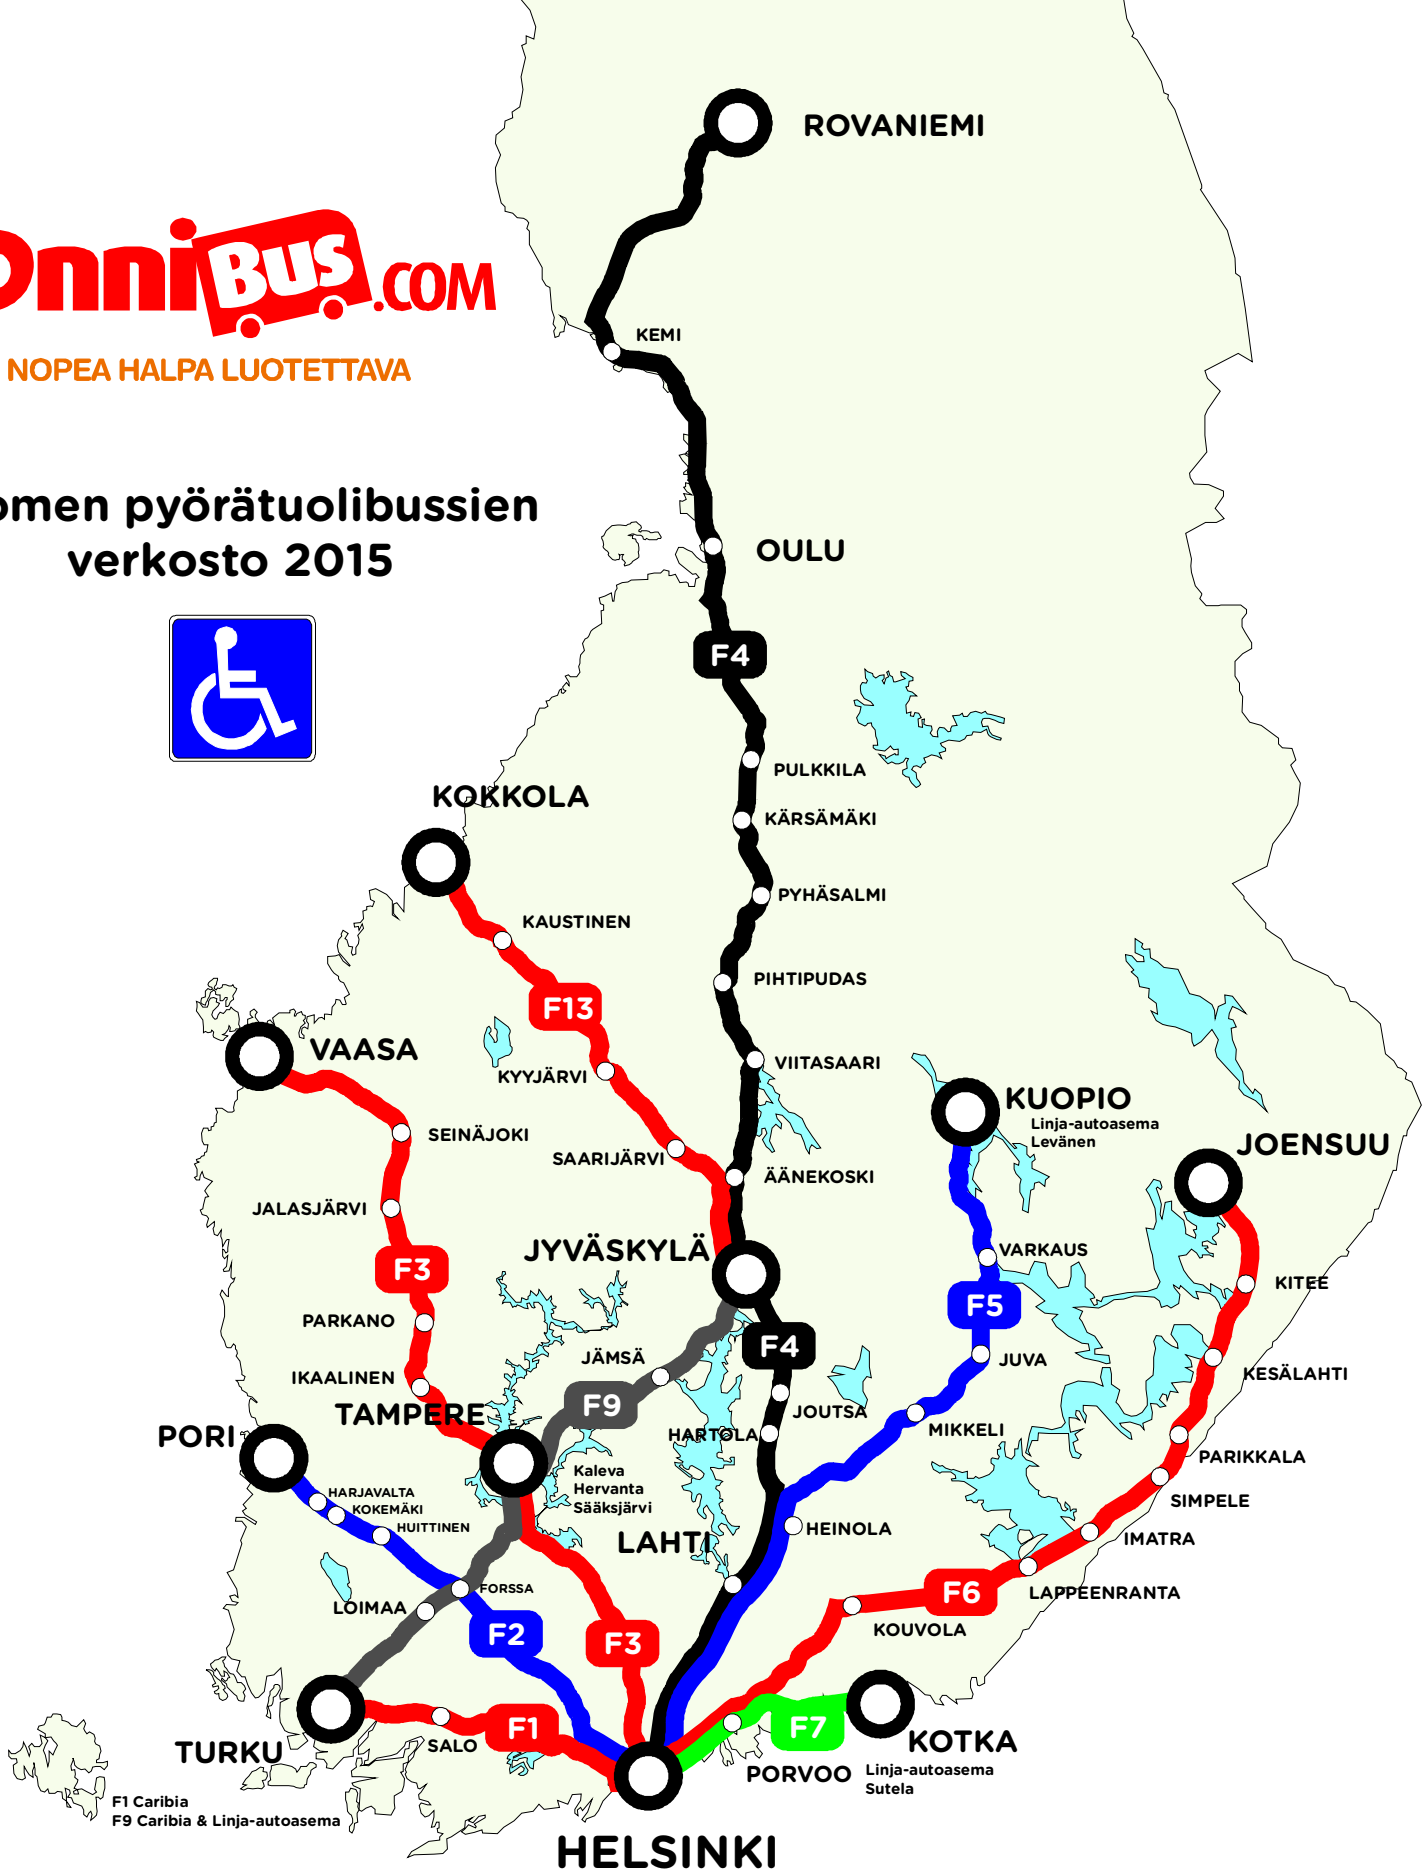 ROVANIEMI
OnniBus.COM
NOPEA HALPA LUOTETTAVA
KEMI
omen pyörätuolibussien
verkosto 2015
OULU
F4
PULKKILA
KOKKOLA
KÄRSÄMÄKI
PYHÄSALMI
KAUSTINEN
PIHTIPUDAS
F13
VAASA
VIITASAARI
KYYJÄRVI
KUOPIO
Linja-autoasema
Levänen
SEINÄJOKI
JOENSUU
SAARIJÄRVI
ÄÄNEKOSKI
JALASJÄRVI
JYVÄSKYLÄ
VARKAUS
F3
KITEE
F5
PARKANO
F4
JÄMSÄ
JUVA
IKAALINEN
KESÄLAHTI
F9
JOUTSA
TAMPERE
MIKKELI
PORI
HARTOLA
PARIKKALA
Kaleva
Hervanta
Sääksjärvi
HARJAVALTA
KOKEMÄKI
SIMPELE
HUITTINEN
HEINOLA
LAHTI
IMATRA
FORSSA
F6
LAPPEENRANTA
LOIMAA
KOUVOLA
F2
F3
F1
F7
SALO
TURKU
KOTKA
Linja-autoasema
Sutela
PORVOO
F1 Caribia
F9 Caribia & Linja-autoasema
HELSINKI